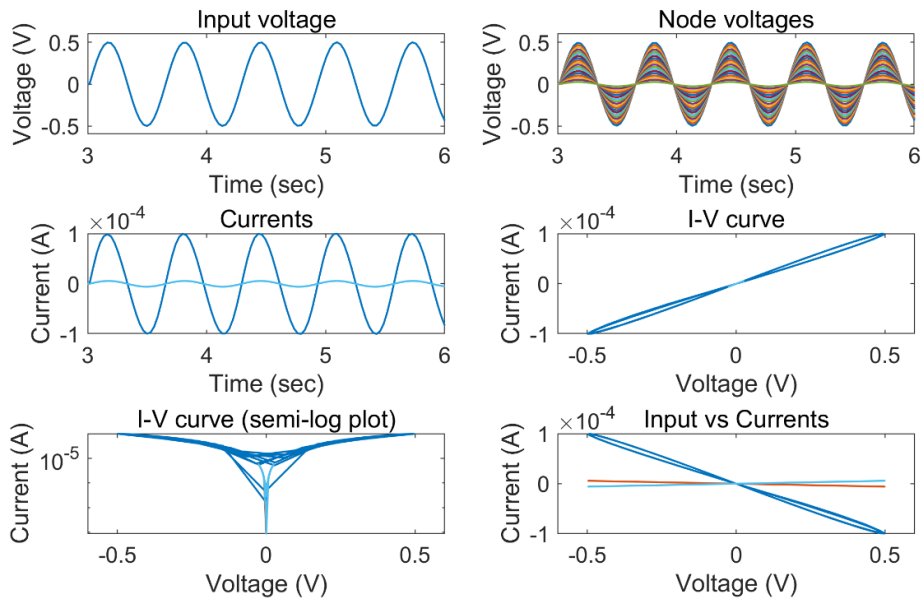 Input voltage
Voltage (V)
0.5
0
-0.5
3
4
5
6
Time (sec)
Node voltages
Voltage (V)
0.5
0
-0.5
3
4
5
6
Time (sec)
Currents
×10⁻⁴
Current (A)
1
0
-1
3
4
5
6
Time (sec)
I-V curve
×10⁻⁴
Current (A)
1
0
-1
-0.5
0
0.5
Voltage (V)
I-V curve (semi-log plot)
Current (A)
10⁻⁵
-0.5
0
0.5
Voltage (V)
Input vs Currents
×10⁻⁴
Current (A)
1
0
-1
-0.5
0
0.5
Voltage (V)